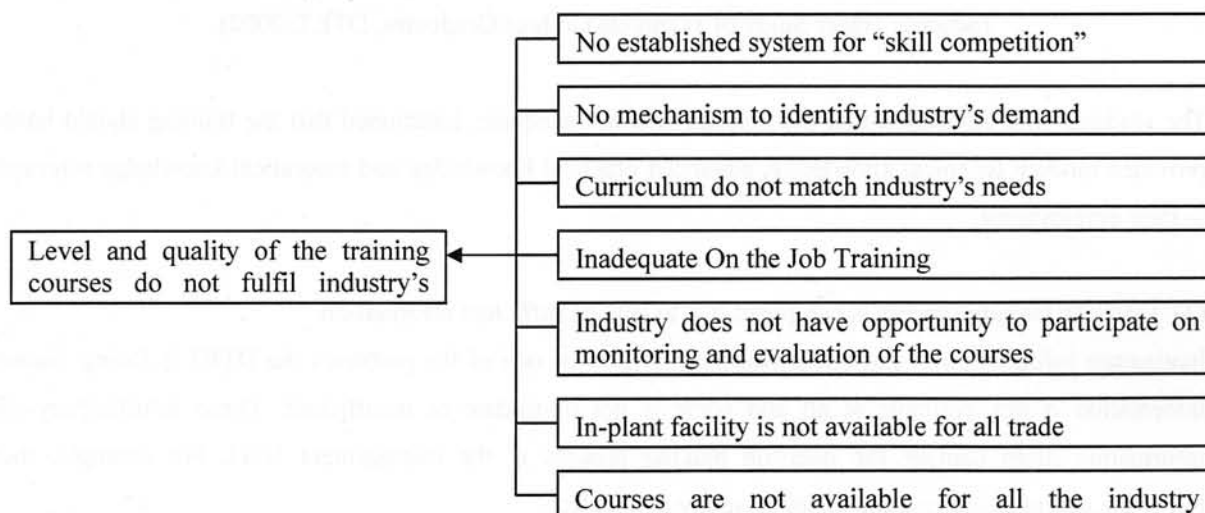 No established system for “skill competition”
No mechanism to identify industry’s demand
Curriculum do not match industry’s needs
Level and quality of the training
courses do not fulfil industry’s
Inadequate On the Job Training
Industry does not have opportunity to participate on
monitoring and evaluation of the courses
In-plant facility is not available for all trade
Courses are not available for all the industry